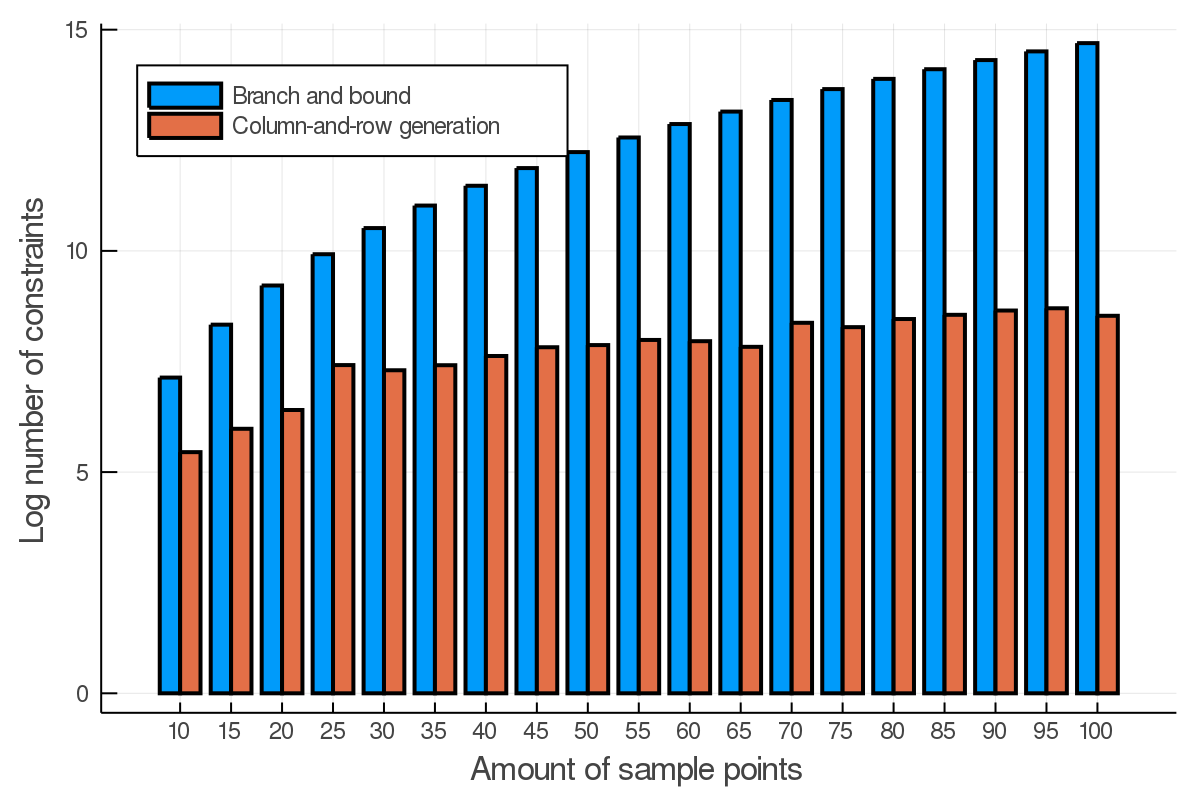 15
Branch and bound
Column-and-row generation
10
5
0
Log number of constraints
10 15 20 25 30 35 40 45 50 55 60 65 70 75 80 85 90 95 100
Amount of sample points